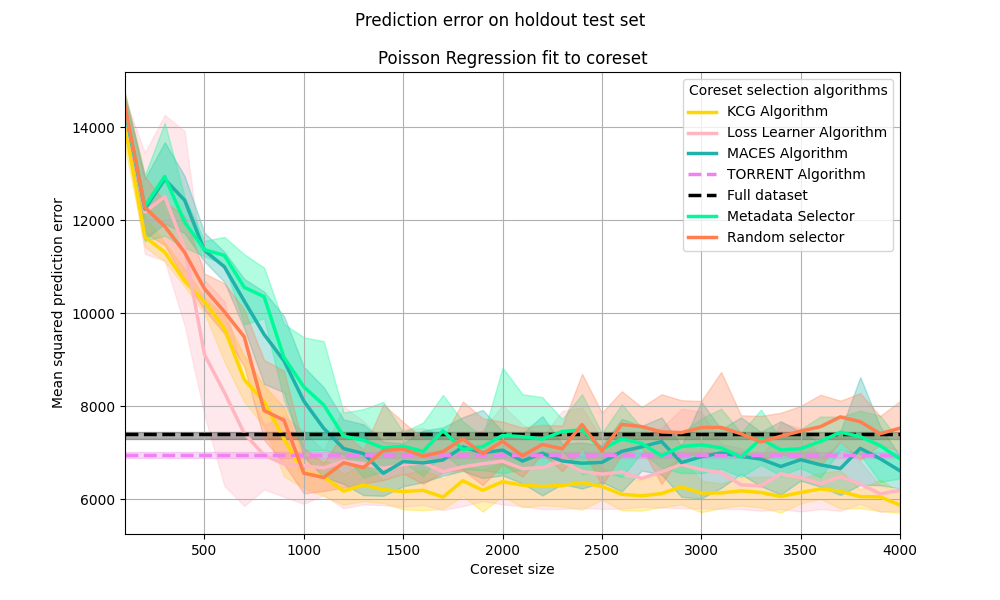 Prediction error on holdout test set
Poisson Regression fit to coreset
Mean squared prediction error
14000
12000
10000
8000
6000
Coreset selection algorithms
KCG Algorithm
Loss Learner Algorithm
MACES Algorithm
TORRENT Algorithm
Full dataset
Metadata Selector
Random selector
500 1000 1500 2000 2500 3000 3500 4000
Coreset size